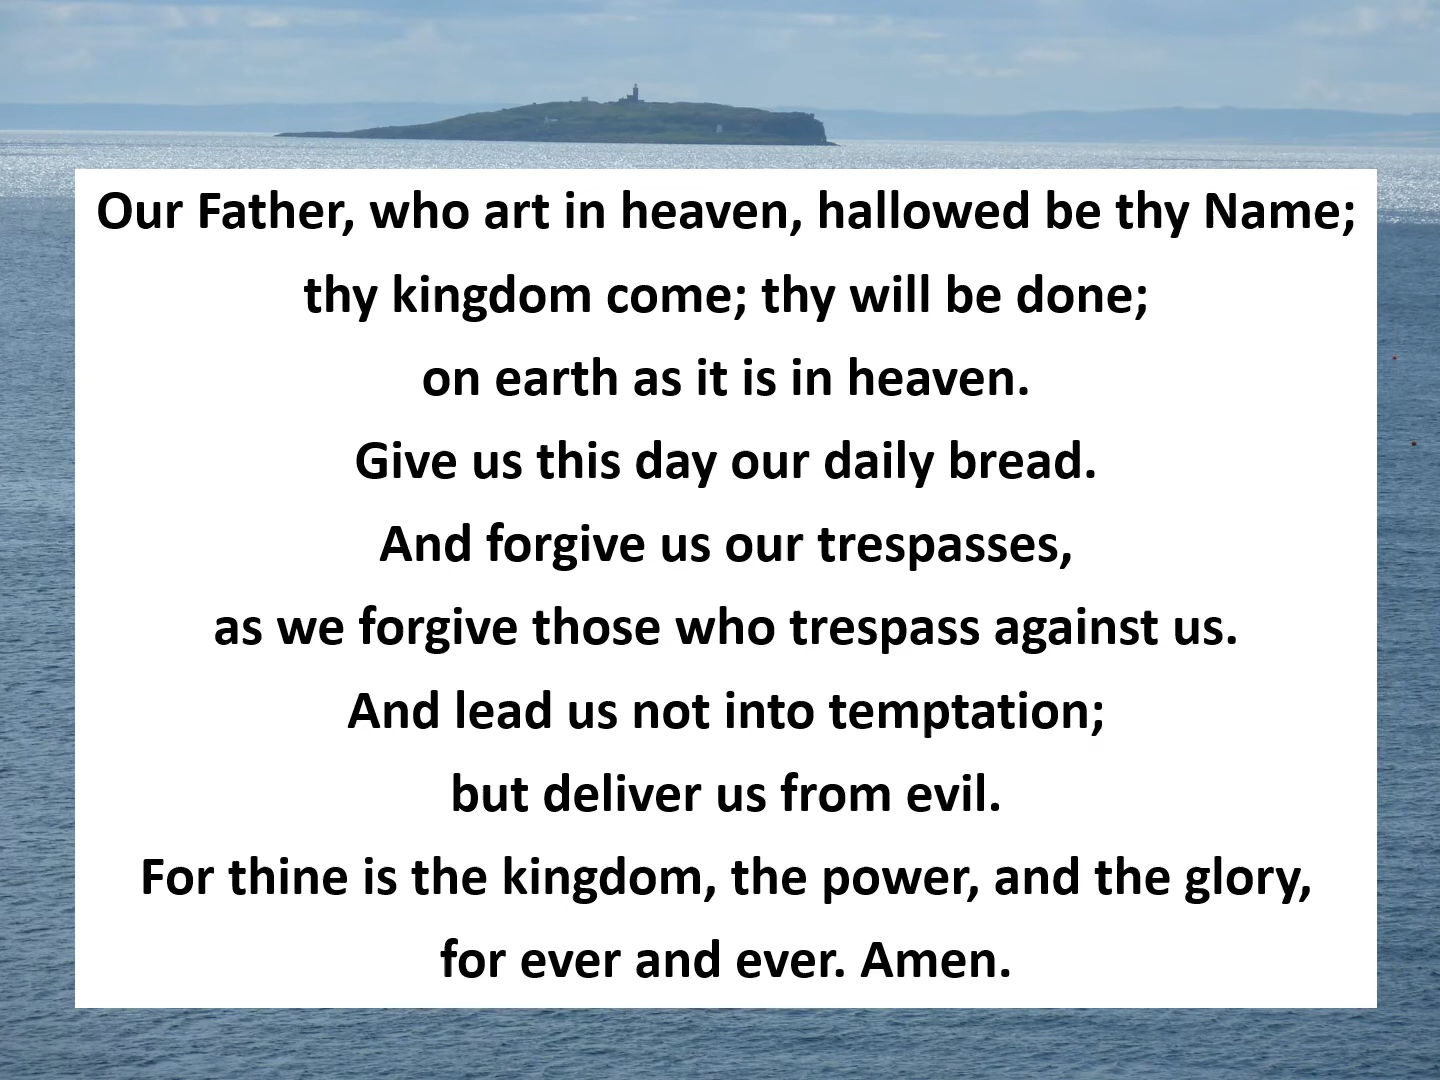 Our Father, who art in heaven, hallowed be thy Name;
thy kingdom come; thy will be done;
on earth as it is in heaven.
Give us this day our daily bread.
And forgive us our trespasses,
as we forgive those who trespass against us.
And lead us not into temptation;
but deliver us from evil.
For thine is the kingdom, the power, and the glory,
for ever and ever. Amen.